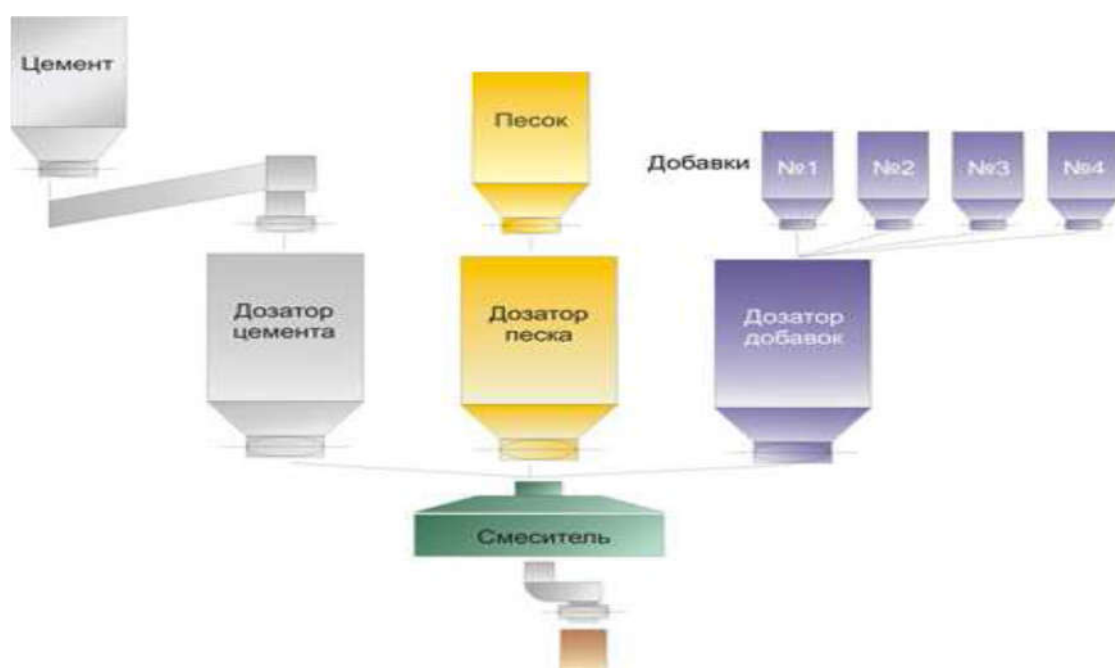 Цемент
Песок
Добавки
№1
№2
№3
№4
Дозатор
цемента
Дозатор
песка
Дозатор
добавок
Смеситель